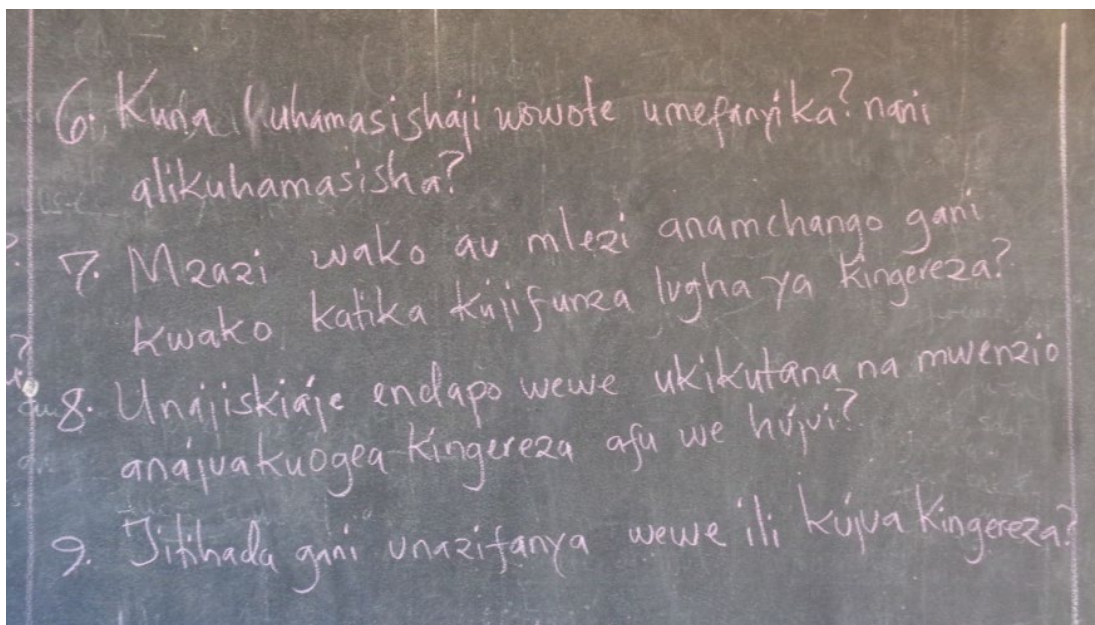 6. Kuna uhamasishaji wowote umefanyika? nani
alikuhamasisha?
7. Mzazi wako au mlezi anamchango gani
kwako katika kujifunza lugha ya Kingereza?
8. Unajiskiaje endapo wewe ukikutana na mwenzio
anajua kuogea Kingereza afu we hujui?
9. Jitihada gani unazifanya wewe ili kujua Kingereza?